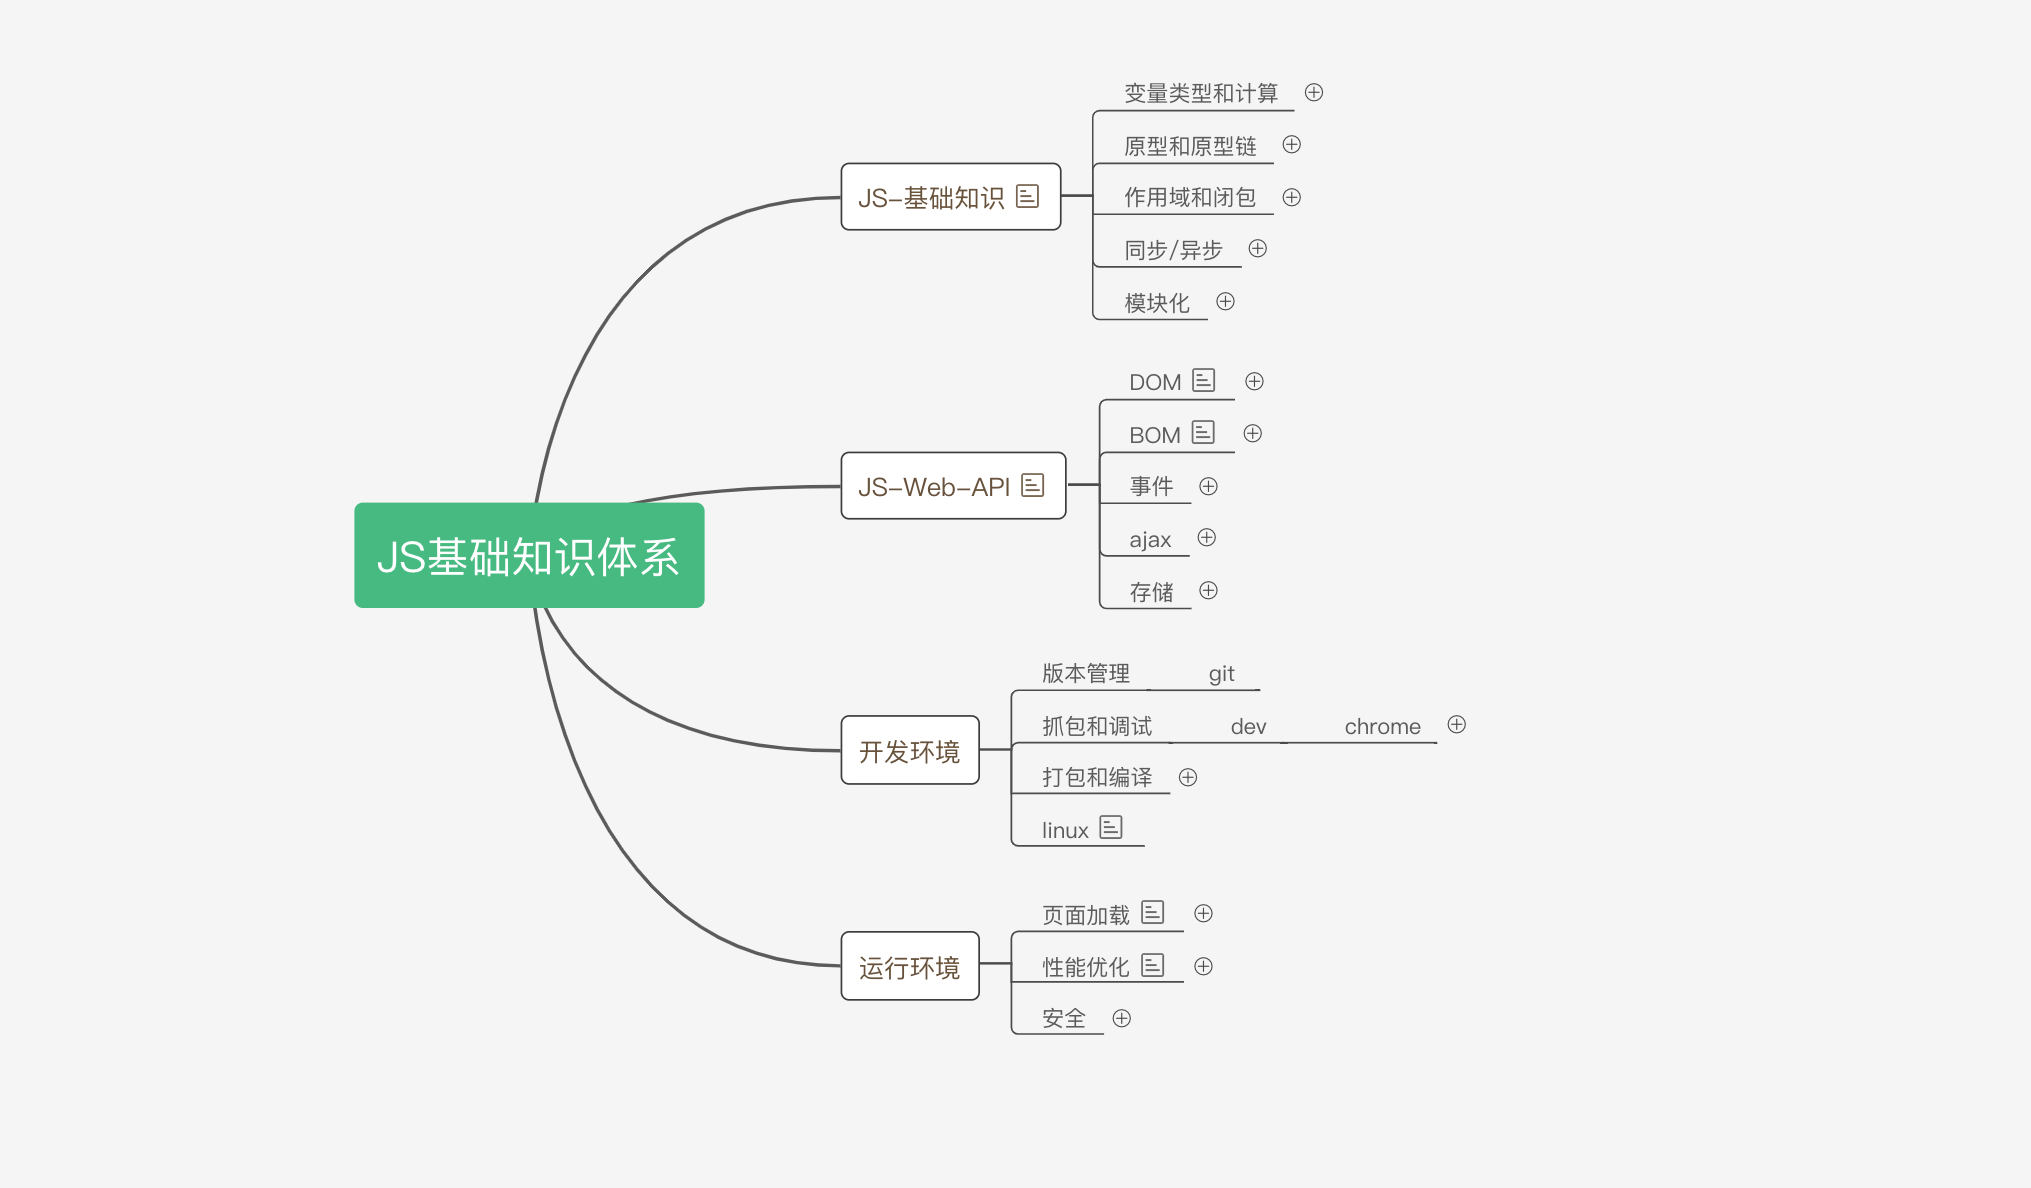 JS基础知识体系
JS-基础知识
变量类型和计算
原型和原型链
作用域和闭包
同步/异步
模块化
JS-Web-API
DOM
BOM
事件
ajax
存储
开发环境
版本管理 git
抓包和调试 dev chrome
打包和编译
linux
运行环境
页面加载
性能优化
安全